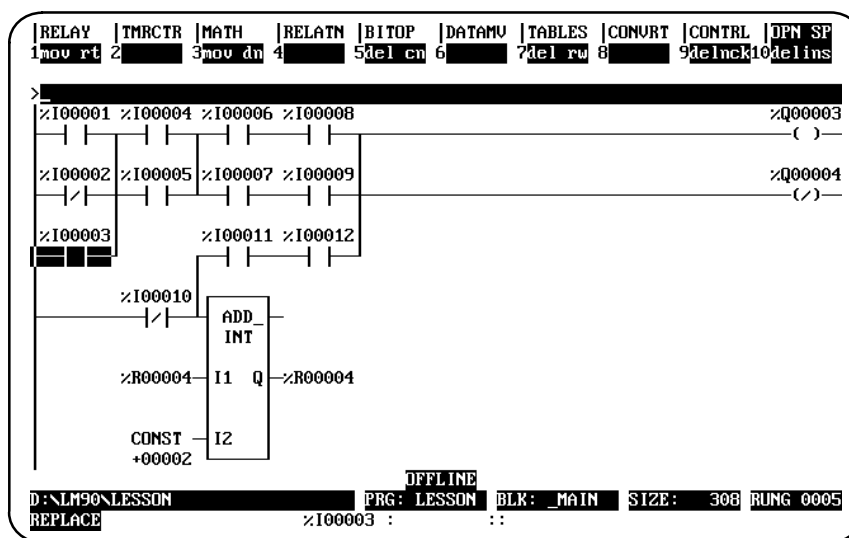 |RELAY |TMRCTR |MATH |RELATN |BITOP |DATAMV |TABLES |CONVRT |CONTRL |OPN SP
1mov rt 2 3mov dn 4 5del cn 6 7del rw 8 9delnck10delins
>_
%I00001 %I00004 %I00006 %I00008 %Q00003
%I00002 %I00005 %I00007 %I00009 %Q00004
%I00003 %I00011 %I00012
%I00010
ADD_
INT
%R00004 I1 Q %R00004
CONST I2
+00002
OFFLINE
D:\LM90\LESSON PRG: LESSON BLK: _MAIN SIZE: 308 RUNG 0005
REPLACE %I00003 : ::